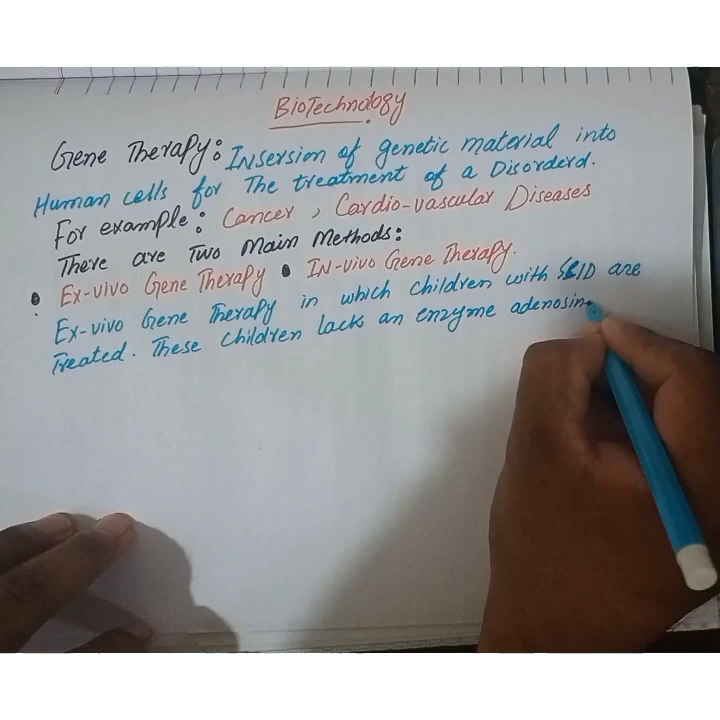 BioTechnology
Gene Therapy: Insersion of genetic material into
Human cells for The treatment of a Disorderd.
For example: Cancer, Cardio-vascular Diseases
There are Two Main Methods:
• Ex-vivo Gene Therapy • IN-vivo Gene Therapy.
Ex-vivo Gene Therapy in which children with SCID are
Treated. These children lack an enzyme adenosin